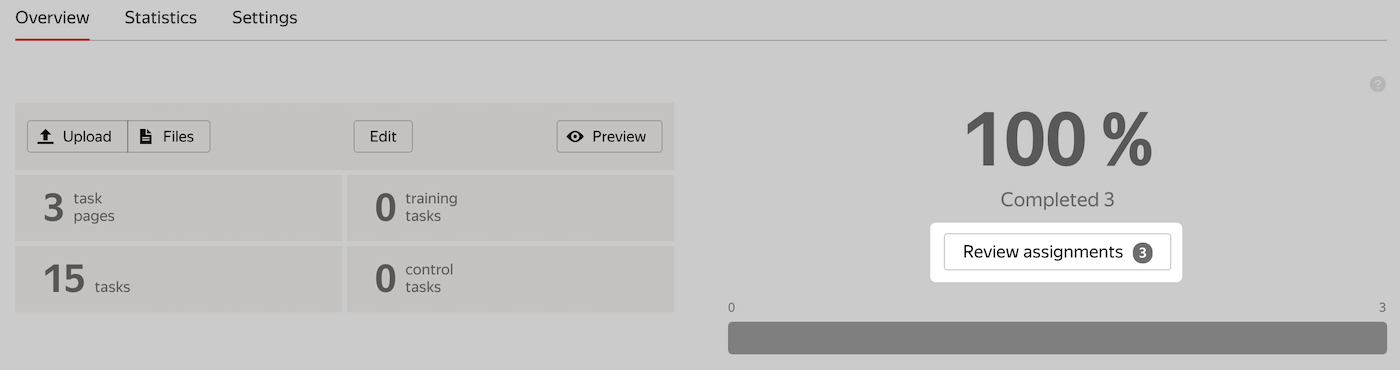 Overview Statistics Settings
?
Upload Files Edit Preview
100 %
3 task pages
0 training tasks
Completed 3
Review assignments 3
15 tasks
0 control tasks
0 3